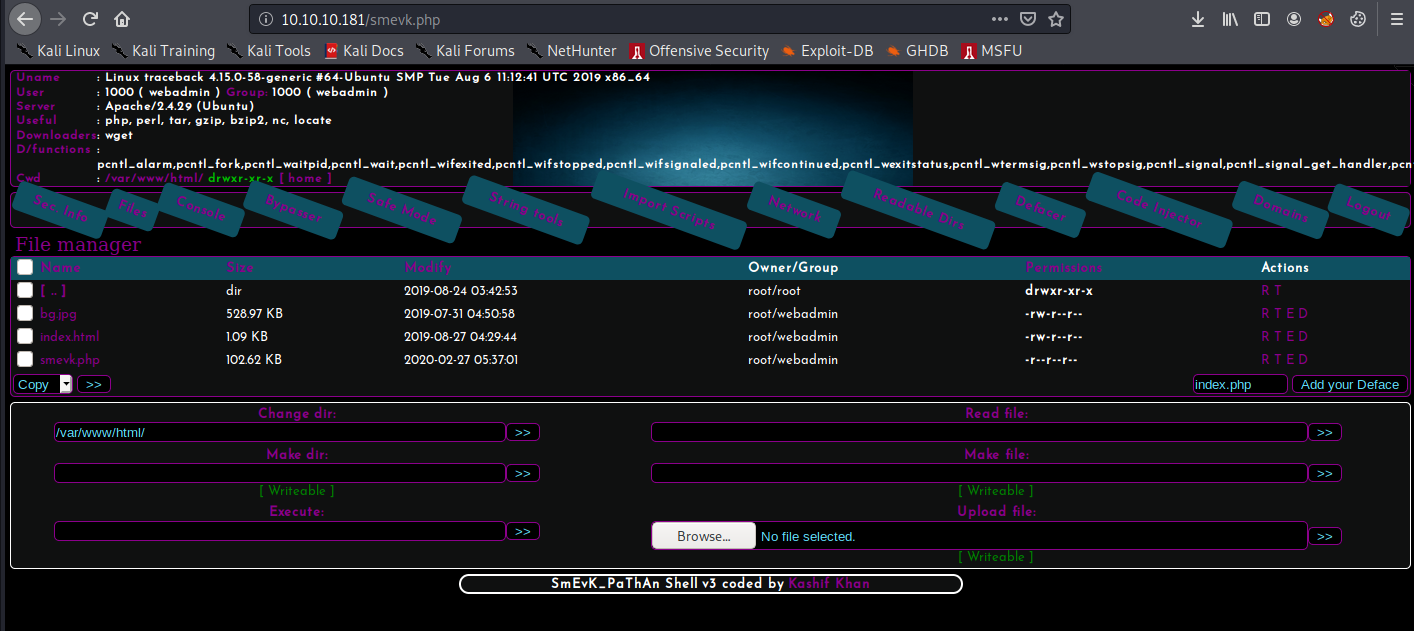 10.10.10.181/smevk.php
Kali Linux Kali Training Kali Tools Kali Docs Kali Forums NetHunter Offensive Security Exploit-DB GHDB MSFU
Uname : Linux traceback 4.15.0-58-generic #64-Ubuntu SMP Tue Aug 6 11:12:41 UTC 2019 x86_64
User : 1000 ( webadmin ) Group: 1000 ( webadmin )
Server : Apache/2.4.29 (Ubuntu)
Useful : php, perl, tar, gzip, bzip2, nc, locate
Downloaders : wget
D/functions :
pcntl_alarm,pcntl_fork,pcntl_waitpid,pcntl_wait,pcntl_wifexited,pcntl_wifstopped,pcntl_wifsignaled,pcntl_wifcontinued,pcntl_wexitstatus,pcntl_wtermsig,pcntl_wstopsig,pcntl_signal,pcntl_signal_get_handler,pcn
Cwd : /var/www/html/ drwxr-xr-x [ home ]
Sec. Info Files Console Bypasser Safe Mode String tools Import Scripts Network Readable Dirs Defacer Code Injector Domains Logout
File manager
Name Size Modify Owner/Group Permissions Actions
[ .. ] dir 2019-08-24 03:42:53 root/root drwxr-xr-x R T
bg.jpg 528.97 KB 2019-07-31 04:50:58 root/webadmin -rw-r--r-- R T E D
index.html 1.09 KB 2019-08-27 04:29:44 root/webadmin -rw-r--r-- R T E D
smevk.php 102.62 KB 2020-02-27 05:37:01 root/webadmin -r--r--r-- R T E D
Copy >> index.php Add your Deface
Change dir: Read file:
/var/www/html/ >> >>
Make dir: Make file:
>> >>
[ Writeable ] [ Writeable ]
Execute: Upload file:
>> Browse... No file selected. >>
[ Writeable ]
SmEvK_PaThAn Shell v3 coded by Kashif Khan